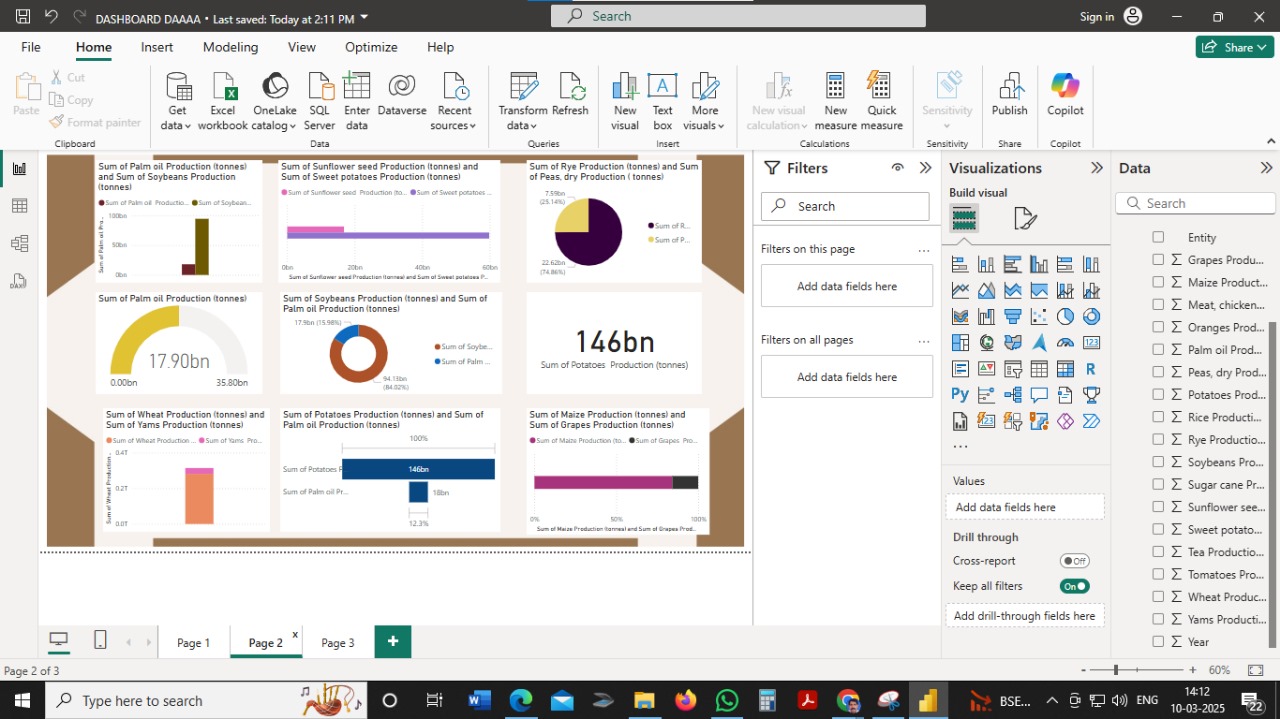 DASHBOARD DAAAA • Last saved: Today at 2:11 PM
Search
Sign in
File Home Insert Modeling View Optimize Help
Share
Paste
Cut
Copy
Format painter
Clipboard
Get data
Excel workbook
OneLake catalog
SQL Server
Enter data
Dataverse
Recent sources
Data
Transform data
Refresh
Queries
New visual
Text box
More visuals
Insert
New visual calculation
New measure
Quick measure
Calculations
Sensitivity
Sensitivity
Publish
Share
Copilot
Copilot
Sum of Palm oil Production (tonnes)
and Sum of Soybeans Production
(tonnes)
Sum of Palm oil Productio... Sum of Soybean...
Sum of Palm oil Pro...
100bn
50bn
0bn
Sum of Sunflower seed Production (tonnes) and
Sum of Sweet potatoes Production (tonnes)
Sum of Sunflower seed Production (to... Sum of Sweet potatoes ...
0bn 20bn 40bn 60bn
Sum of Sunflower seed Production (tonnes) and Sum of Sweet potatoes P...
Sum of Rye Production (tonnes) and Sum
of Peas, dry Production ( tonnes)
7.59bn
(25.14%)
Sum of R...
Sum of P...
22.62bn
(74.86%)
Sum of Palm oil Production (tonnes)
17.90bn
0.00bn 35.80bn
Sum of Soybeans Production (tonnes) and Sum of
Palm oil Production (tonnes)
17.9bn (15.98%)
Sum of Soybe...
Sum of Palm ...
94.13bn
(84.02%)
146bn
Sum of Potatoes Production (tonnes)
Sum of Wheat Production (tonnes) and
Sum of Yams Production (tonnes)
Sum of Wheat Production ... Sum of Yams Pro...
Sum of Wheat Production...
0.4T
0.2T
0.0T
Sum of Potatoes Production (tonnes) and Sum of
Palm oil Production (tonnes)
100%
Sum of Potatoes P
146bn
Sum of Palm oil Pr...
18bn
12.3%
Sum of Maize Production (tonnes) and
Sum of Grapes Production (tonnes)
Sum of Maize Production (to... Sum of Grapes Pro...
0% 50% 100%
Sum of Maize Production (tonnes) and Sum of Grapes Prod...
Filters
Search
Filters on this page ...
Add data fields here
Filters on all pages ...
Add data fields here
Visualizations
Build visual
123
R
Py
...
Values
Add data fields here
Drill through
Cross-report Off
Keep all filters On
Add drill-through fields here
Data
Search
Entity
Grapes Produ...
Maize Product...
Meat, chicken...
Oranges Prod...
Palm oil Prod...
Peas, dry Prod...
Potatoes Prod...
Rice Producti...
Rye Productio...
Soybeans Pro...
Sugar cane Pr...
Sunflower see...
Sweet potato...
Tea Productio...
Tomatoes Pro...
Wheat Produc...
Yams Producti...
Year
Page 1 Page 2 x Page 3 +
Page 2 of 3
- + 60%
Type here to search
BSE...
ENG
14:12
10-03-2025
22